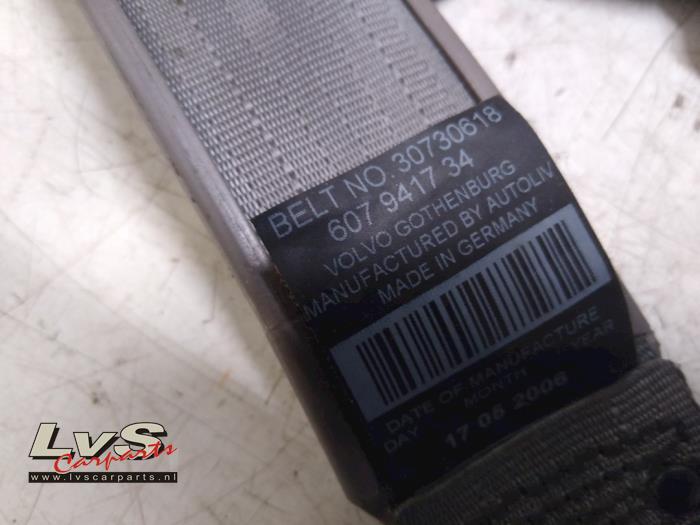 BELT NO. 30730618
607 9417 34
VOLVO GOTHENBURG
MANUFACTURED BY AUTOLIV
MADE IN GERMANY
DATE OF MANUFACTURE
DAY MONTH YEAR
17 05 2006
LvS
Carparts
www.lvscarparts.nl